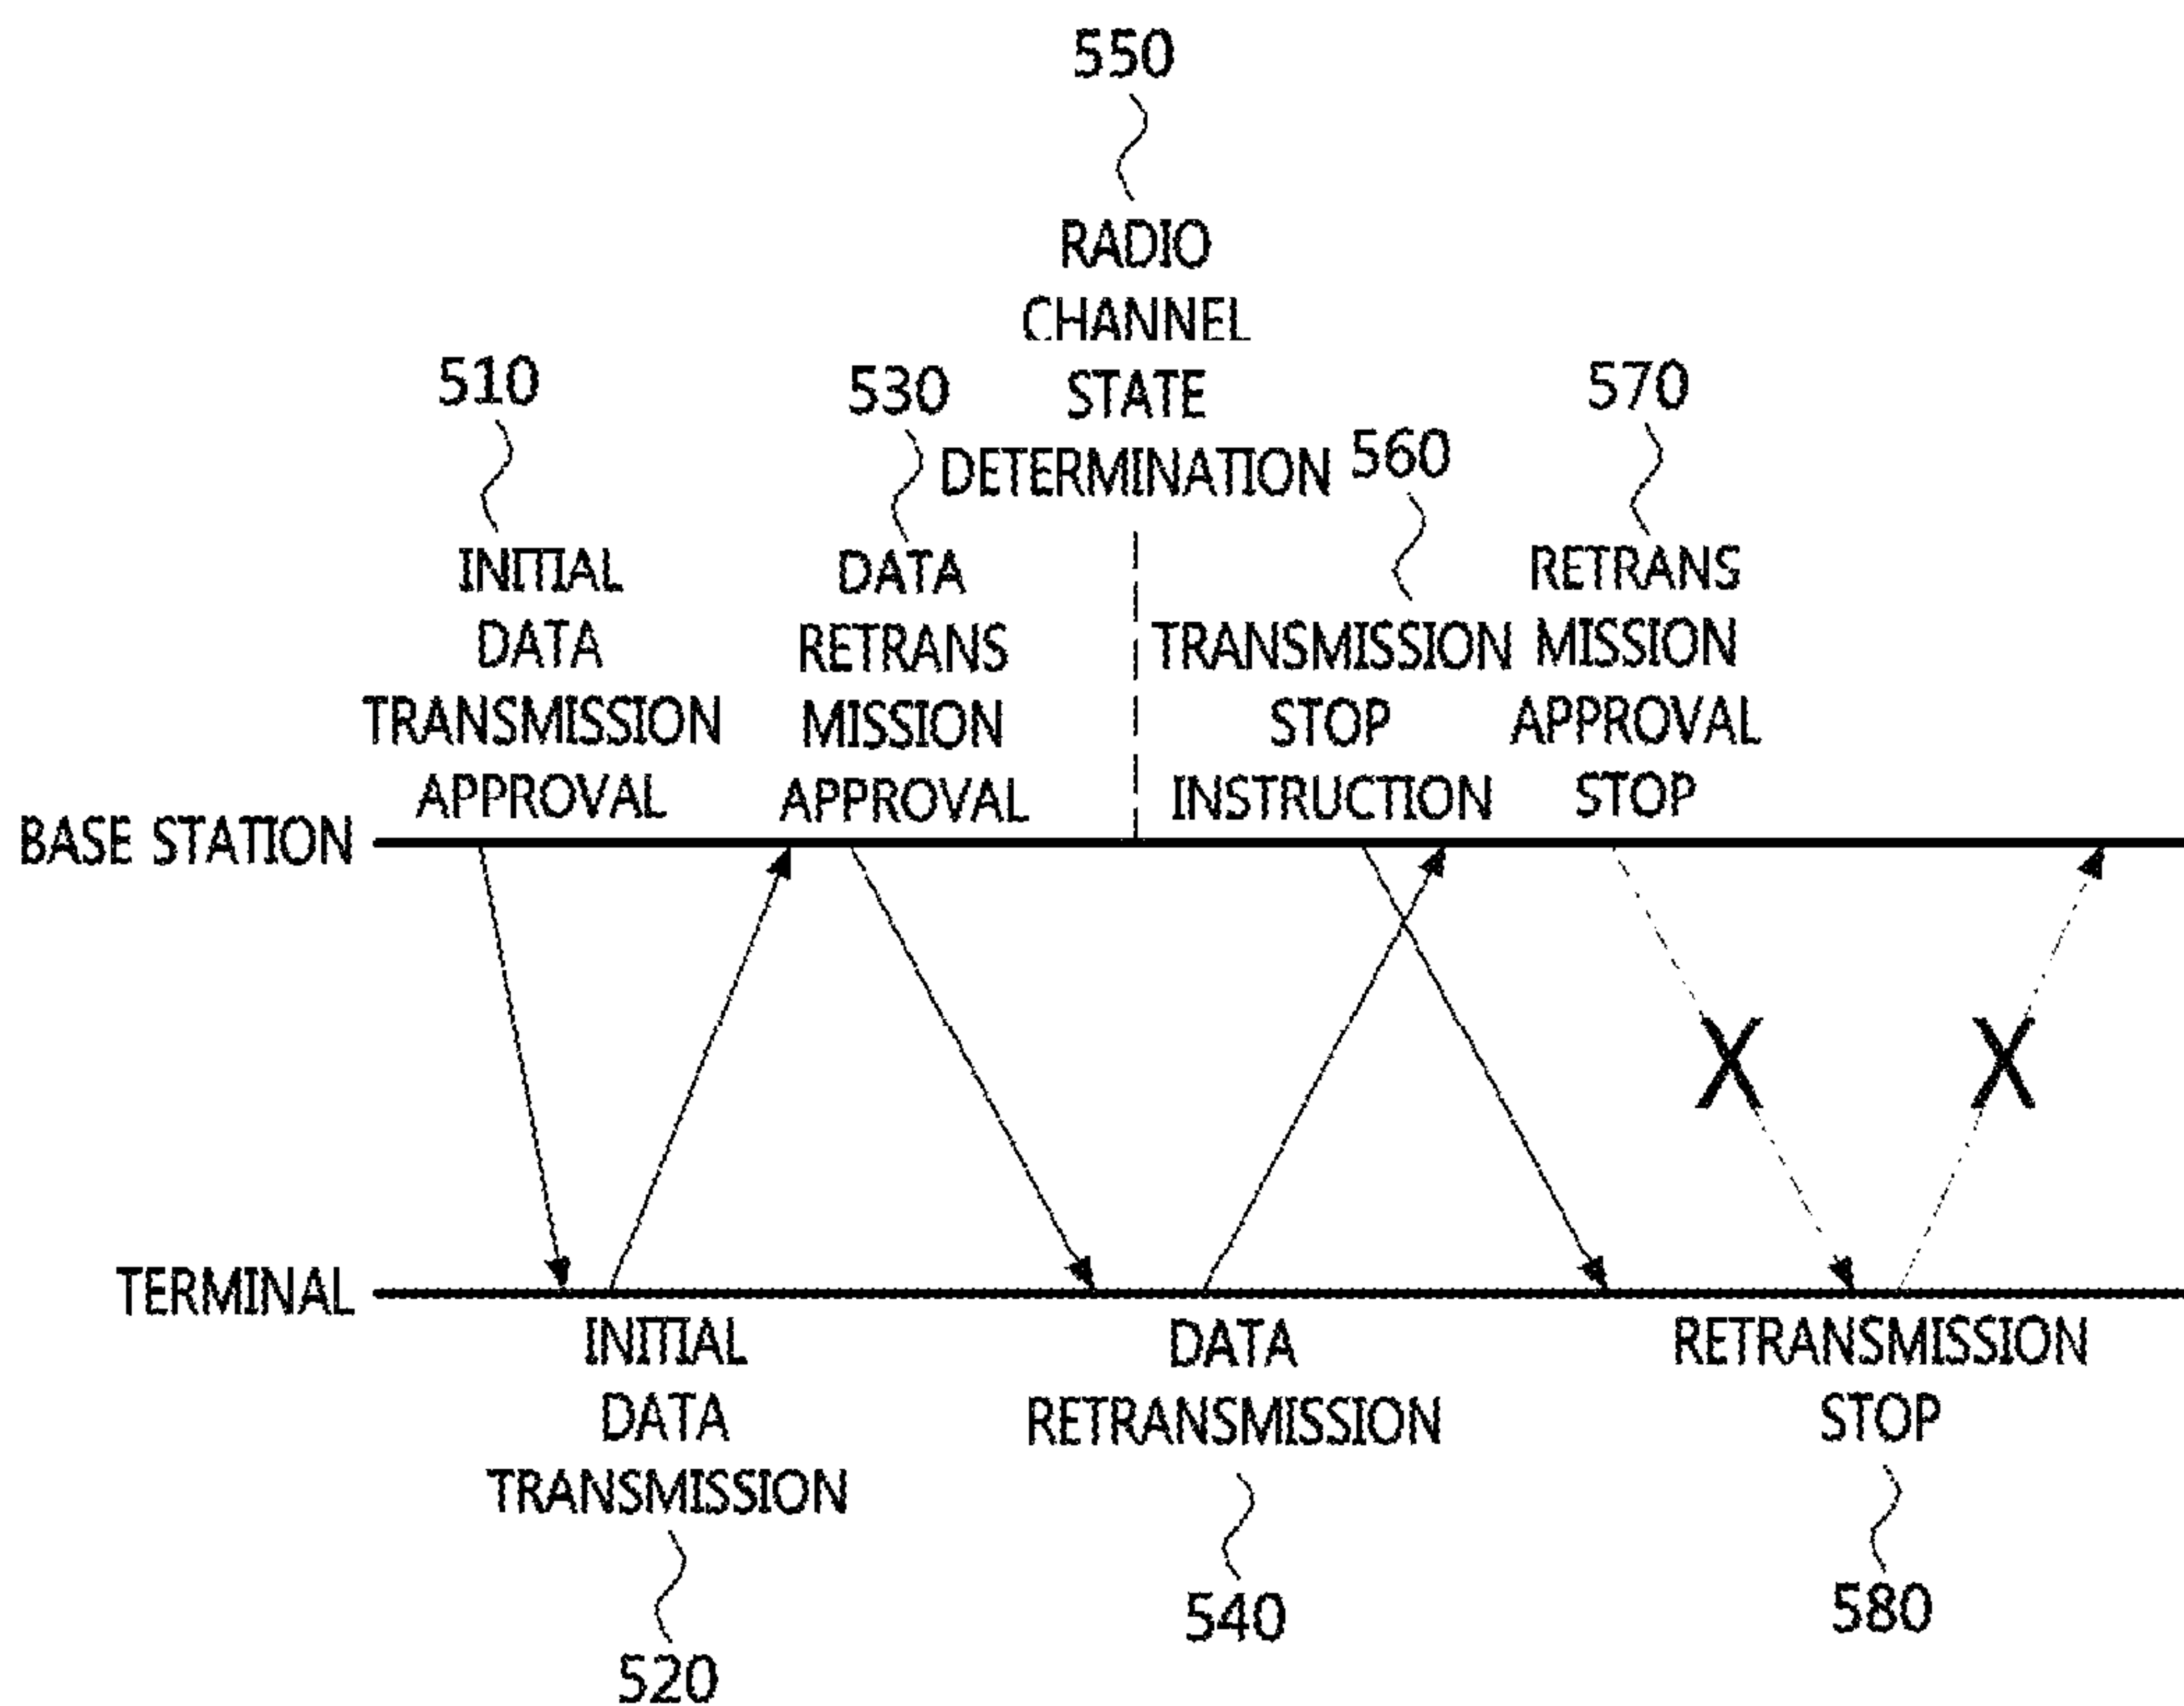 550
RADIO
CHANNEL
STATE
DETERMINATION
510
INITIAL
DATA
TRANSMISSION
APPROVAL
530
DATA
RETRANS
MISSION
APPROVAL
560
TRANSMISSION
STOP
INSTRUCTION
570
RETRANS
MISSION
APPROVAL
STOP
BASE STATION
X
X
TERMINAL
INITIAL
DATA
TRANSMISSION
520
DATA
RETRANSMISSION
540
RETRANSMISSION
STOP
580